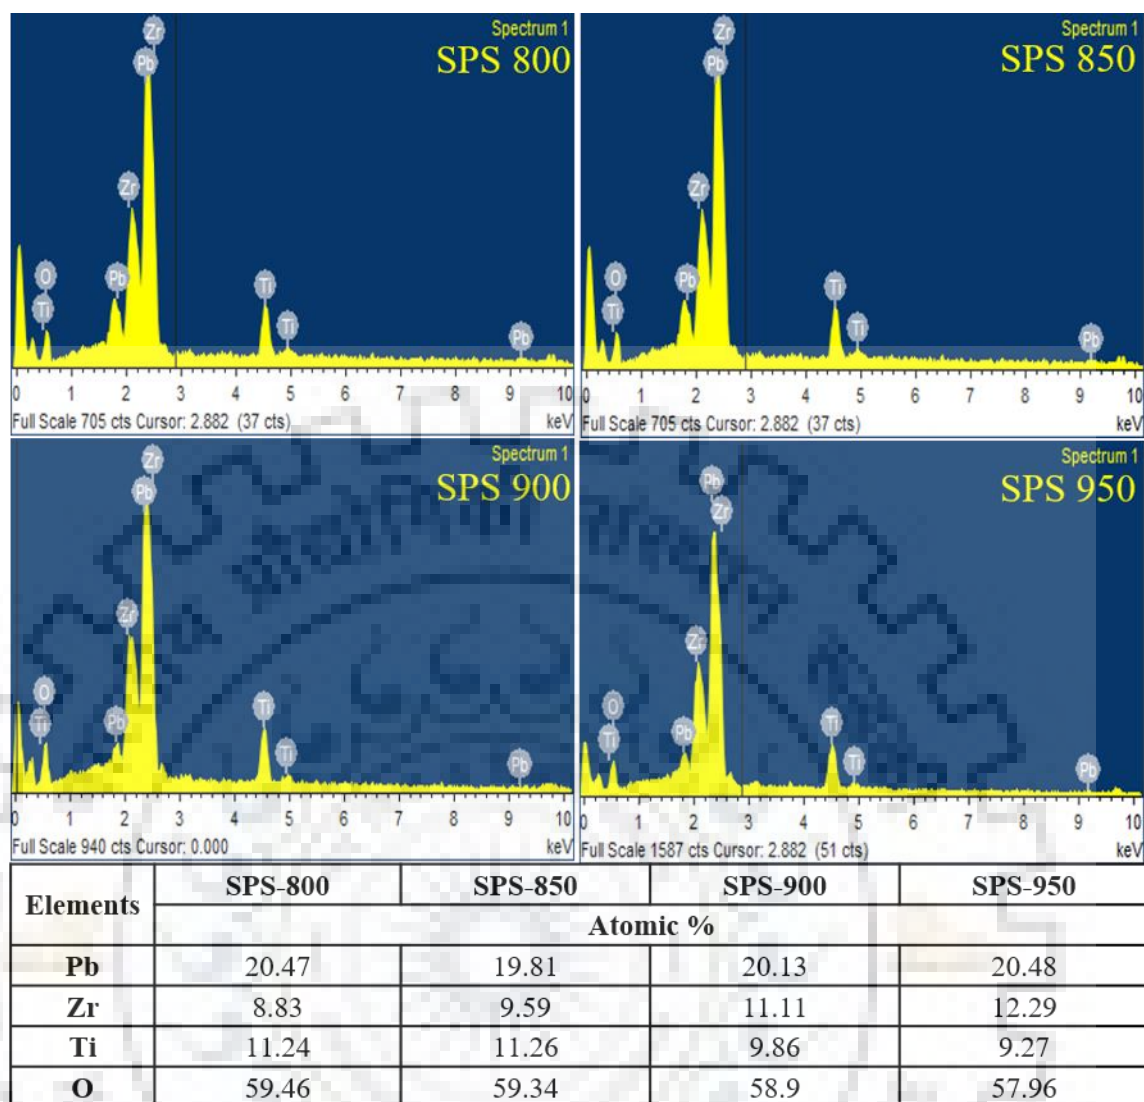 Spectrum 1
SPS 800
Zr
Pb
Zr
O
Pb
Ti
Ti
Ti
Pb
0 1 2 3 4 5 6 7 8 9 10
Full Scale 705 cts Cursor: 2.882 (37 cts) keV
Spectrum 1
SPS 850
Zr
Pb
Zr
O
Pb
Ti
Ti
Ti
Pb
0 1 2 3 4 5 6 7 8 9 10
Full Scale 705 cts Cursor: 2.882 (37 cts) keV
Spectrum 1
SPS 900
Zr
Pb
Zr
O
Ti
Ti
Pb
Ti
Pb
0 1 2 3 4 5 6 7 8 9 10
Full Scale 940 cts Cursor: 0.000 keV
Spectrum 1
SPS 950
Pb
Zr
Zr
O
Ti
Pb
Ti
Ti
Pb
0 1 2 3 4 5 6 7 8 9 10
Full Scale 1587 cts Cursor: 2.882 (51 cts) keV
Elements SPS-800 SPS-850 SPS-900 SPS-950
Atomic %
Pb 20.47 19.81 20.13 20.48
Zr 8.83 9.59 11.11 12.29
Ti 11.24 11.26 9.86 9.27
O 59.46 59.34 58.9 57.96